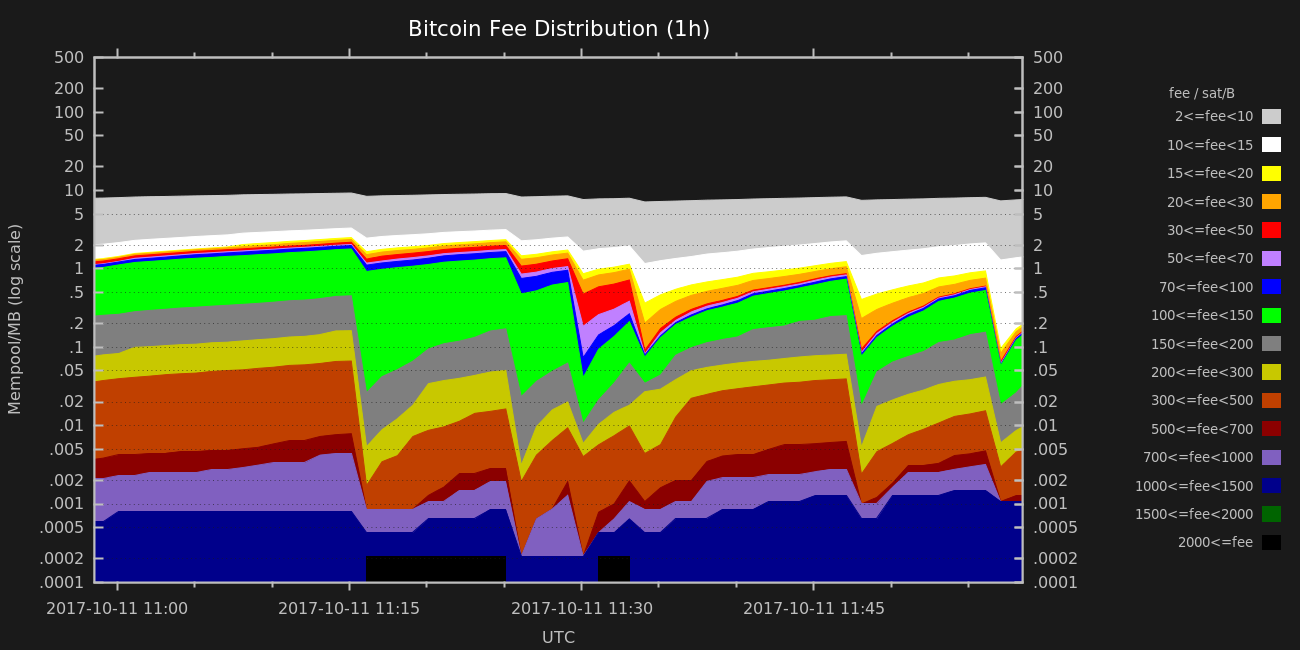 Bitcoin Fee Distribution (1h)
Mempool/MB (log scale)
500
200
100
50
20
10
5
2
1
.5
.2
.1
.05
.02
.01
.005
.002
.001
.0005
.0002
.0001
500
200
100
50
20
10
5
2
1
.5
.2
.1
.05
.02
.01
.005
.002
.001
.0005
.0002
.0001
2017-10-11 11:00
2017-10-11 11:15
2017-10-11 11:30
2017-10-11 11:45
UTC
fee / sat/B
2<=fee<10
10<=fee<15
15<=fee<20
20<=fee<30
30<=fee<50
50<=fee<70
70<=fee<100
100<=fee<150
150<=fee<200
200<=fee<300
300<=fee<500
500<=fee<700
700<=fee<1000
1000<=fee<1500
1500<=fee<2000
2000<=fee